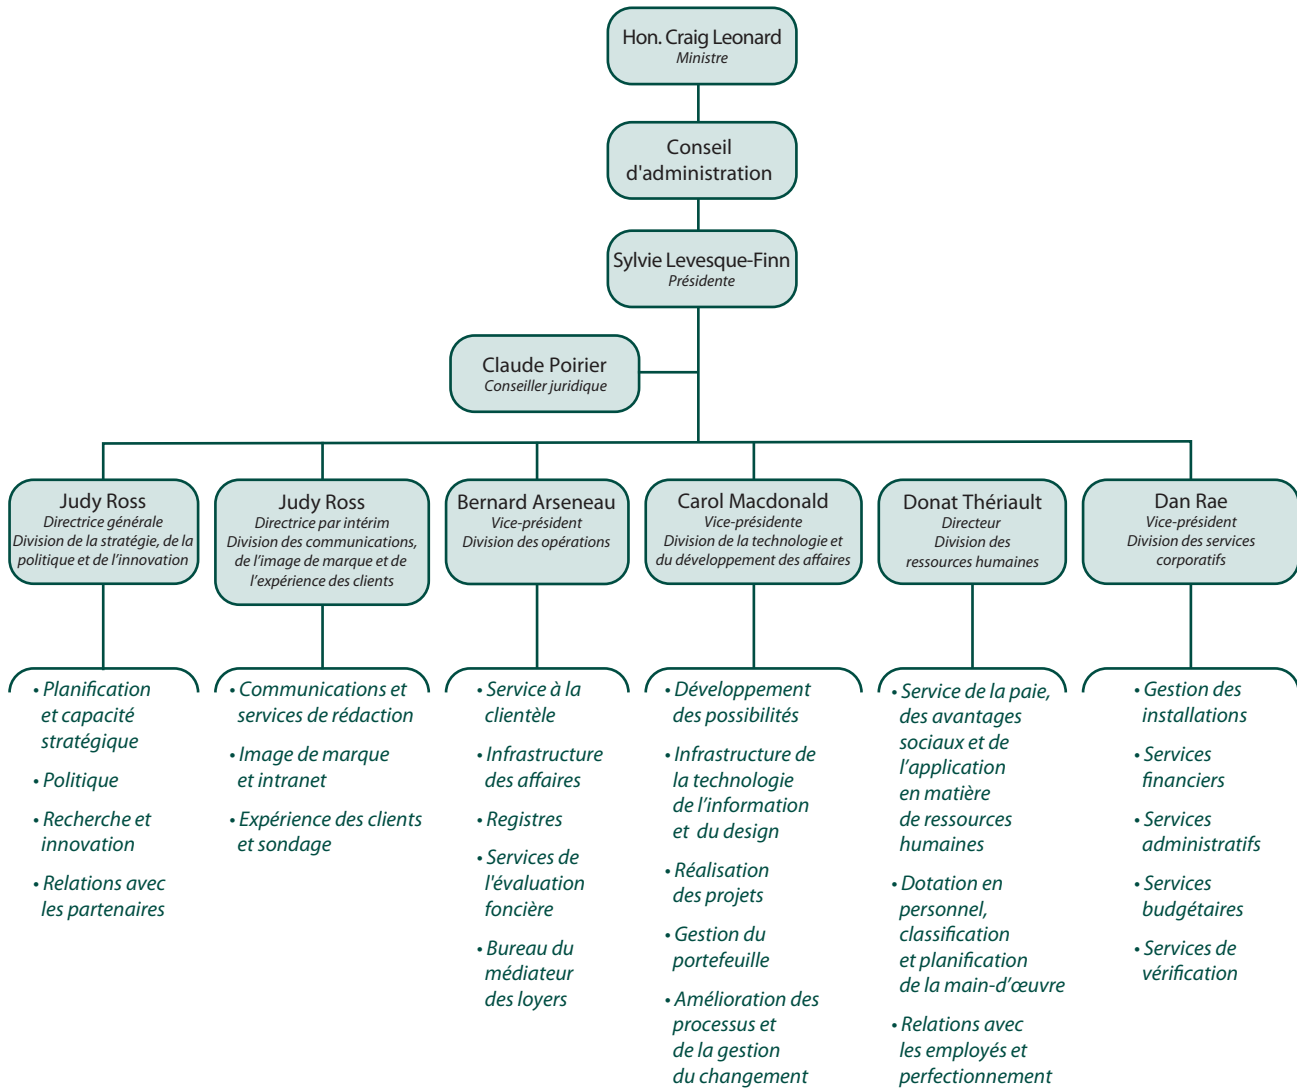 Hon. Craig Leonard
Ministre
Conseil
d'administration
Sylvie Levesque-Finn
Présidente
Claude Poirier
Conseiller juridique
Judy Ross
Directrice générale
Division de la stratégie, de la
politique et de l’innovation
Judy Ross
Directrice par intérim
Division des communications,
de l’image de marque et de
l’expérience des clients
Bernard Arseneau
Vice-président
Division des opérations
Carol Macdonald
Vice-présidente
Division de la technologie et
du développement des affaires
Donat Thériault
Directeur
Division des
ressources humaines
Dan Rae
Vice-président
Division des services
corporatifs
• Planification
et capacité
stratégique
• Politique
• Recherche et
innovation
• Relations avec
les partenaires
• Communications et
services de rédaction
• Image de marque
et intranet
• Expérience des clients
et sondage
• Service à la
clientèle
• Infrastructure
des affaires
• Registres
• Services de
l'évaluation
foncière
• Bureau du
médiateur
des loyers
• Développement
des possibilités
• Infrastructure de
la technologie
de l’information
et du design
• Réalisation
des projets
• Gestion du
portefeuille
• Amélioration des
processus et
de la gestion
du changement
• Service de la paie,
des avantages
sociaux et de
l’application
en matière
de ressources
humaines
• Dotation en
personnel,
classification
et planification
de la main-d’œuvre
• Relations avec
les employés et
perfectionnement
• Gestion des
installations
• Services
financiers
• Services
administratifs
• Services
budgétaires
• Services de
vérification